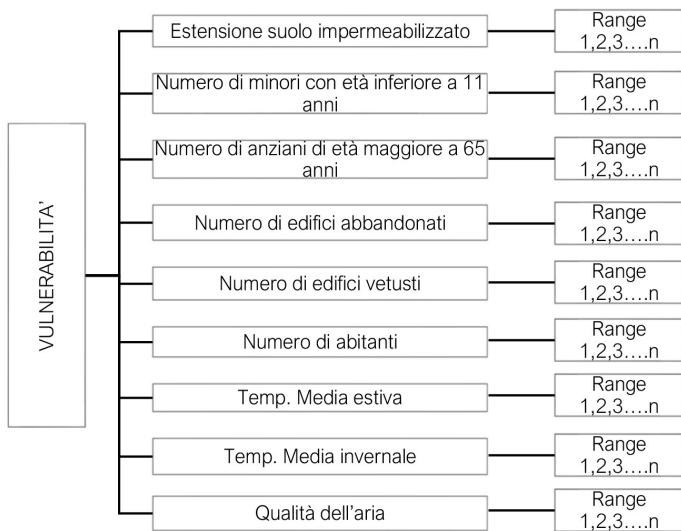 VULNERABILITA'
Estensione suolo impermeabilizzato
Range
1,2,3....n
Numero di minori con età inferiore a 11
anni
Range
1,2,3....n
Numero di anziani di età maggiore a 65
anni
Range
1,2,3....n
Numero di edifici abbandonati
Range
1,2,3....n
Numero di edifici vetusti
Range
1,2,3....n
Numero di abitanti
Range
1,2,3....n
Temp. Media estiva
Range
1,2,3....n
Temp. Media invernale
Range
1,2,3....n
Qualità dell'aria
Range
1,2,3....n